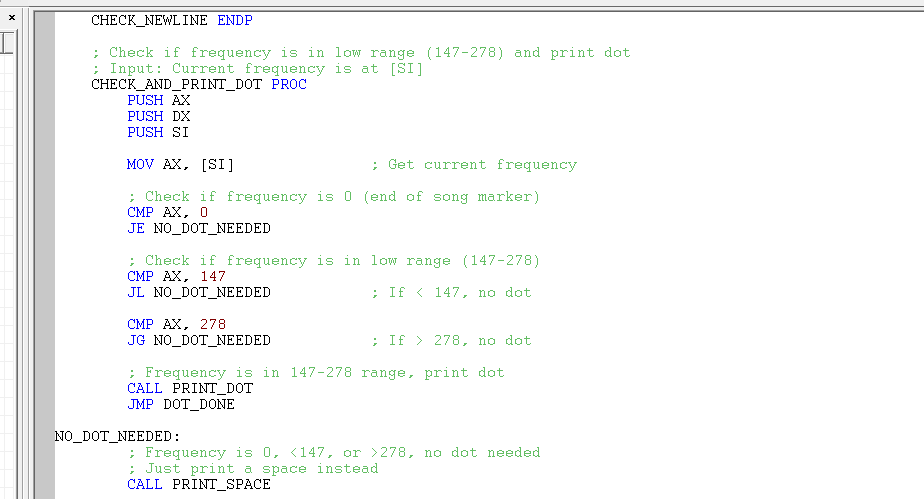 CHECK_NEWLINE ENDP
; Check if frequency is in low range (147-278) and print dot
; Input: Current frequency is at [SI]
CHECK_AND_PRINT_DOT PROC
PUSH AX
PUSH DX
PUSH SI
MOV AX, [SI] ; Get current frequency
; Check if frequency is 0 (end of song marker)
CMP AX, 0
JE NO_DOT_NEEDED
; Check if frequency is in low range (147-278)
CMP AX, 147
JL NO_DOT_NEEDED ; If < 147, no dot
CMP AX, 278
JG NO_DOT_NEEDED ; If > 278, no dot
; Frequency is in 147-278 range, print dot
CALL PRINT_DOT
JMP DOT_DONE
NO_DOT_NEEDED:
; Frequency is 0, <147, or >278, no dot needed
; Just print a space instead
CALL PRINT_SPACE